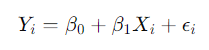 Yᵢ = β₀ + β₁Xᵢ + ϵᵢ